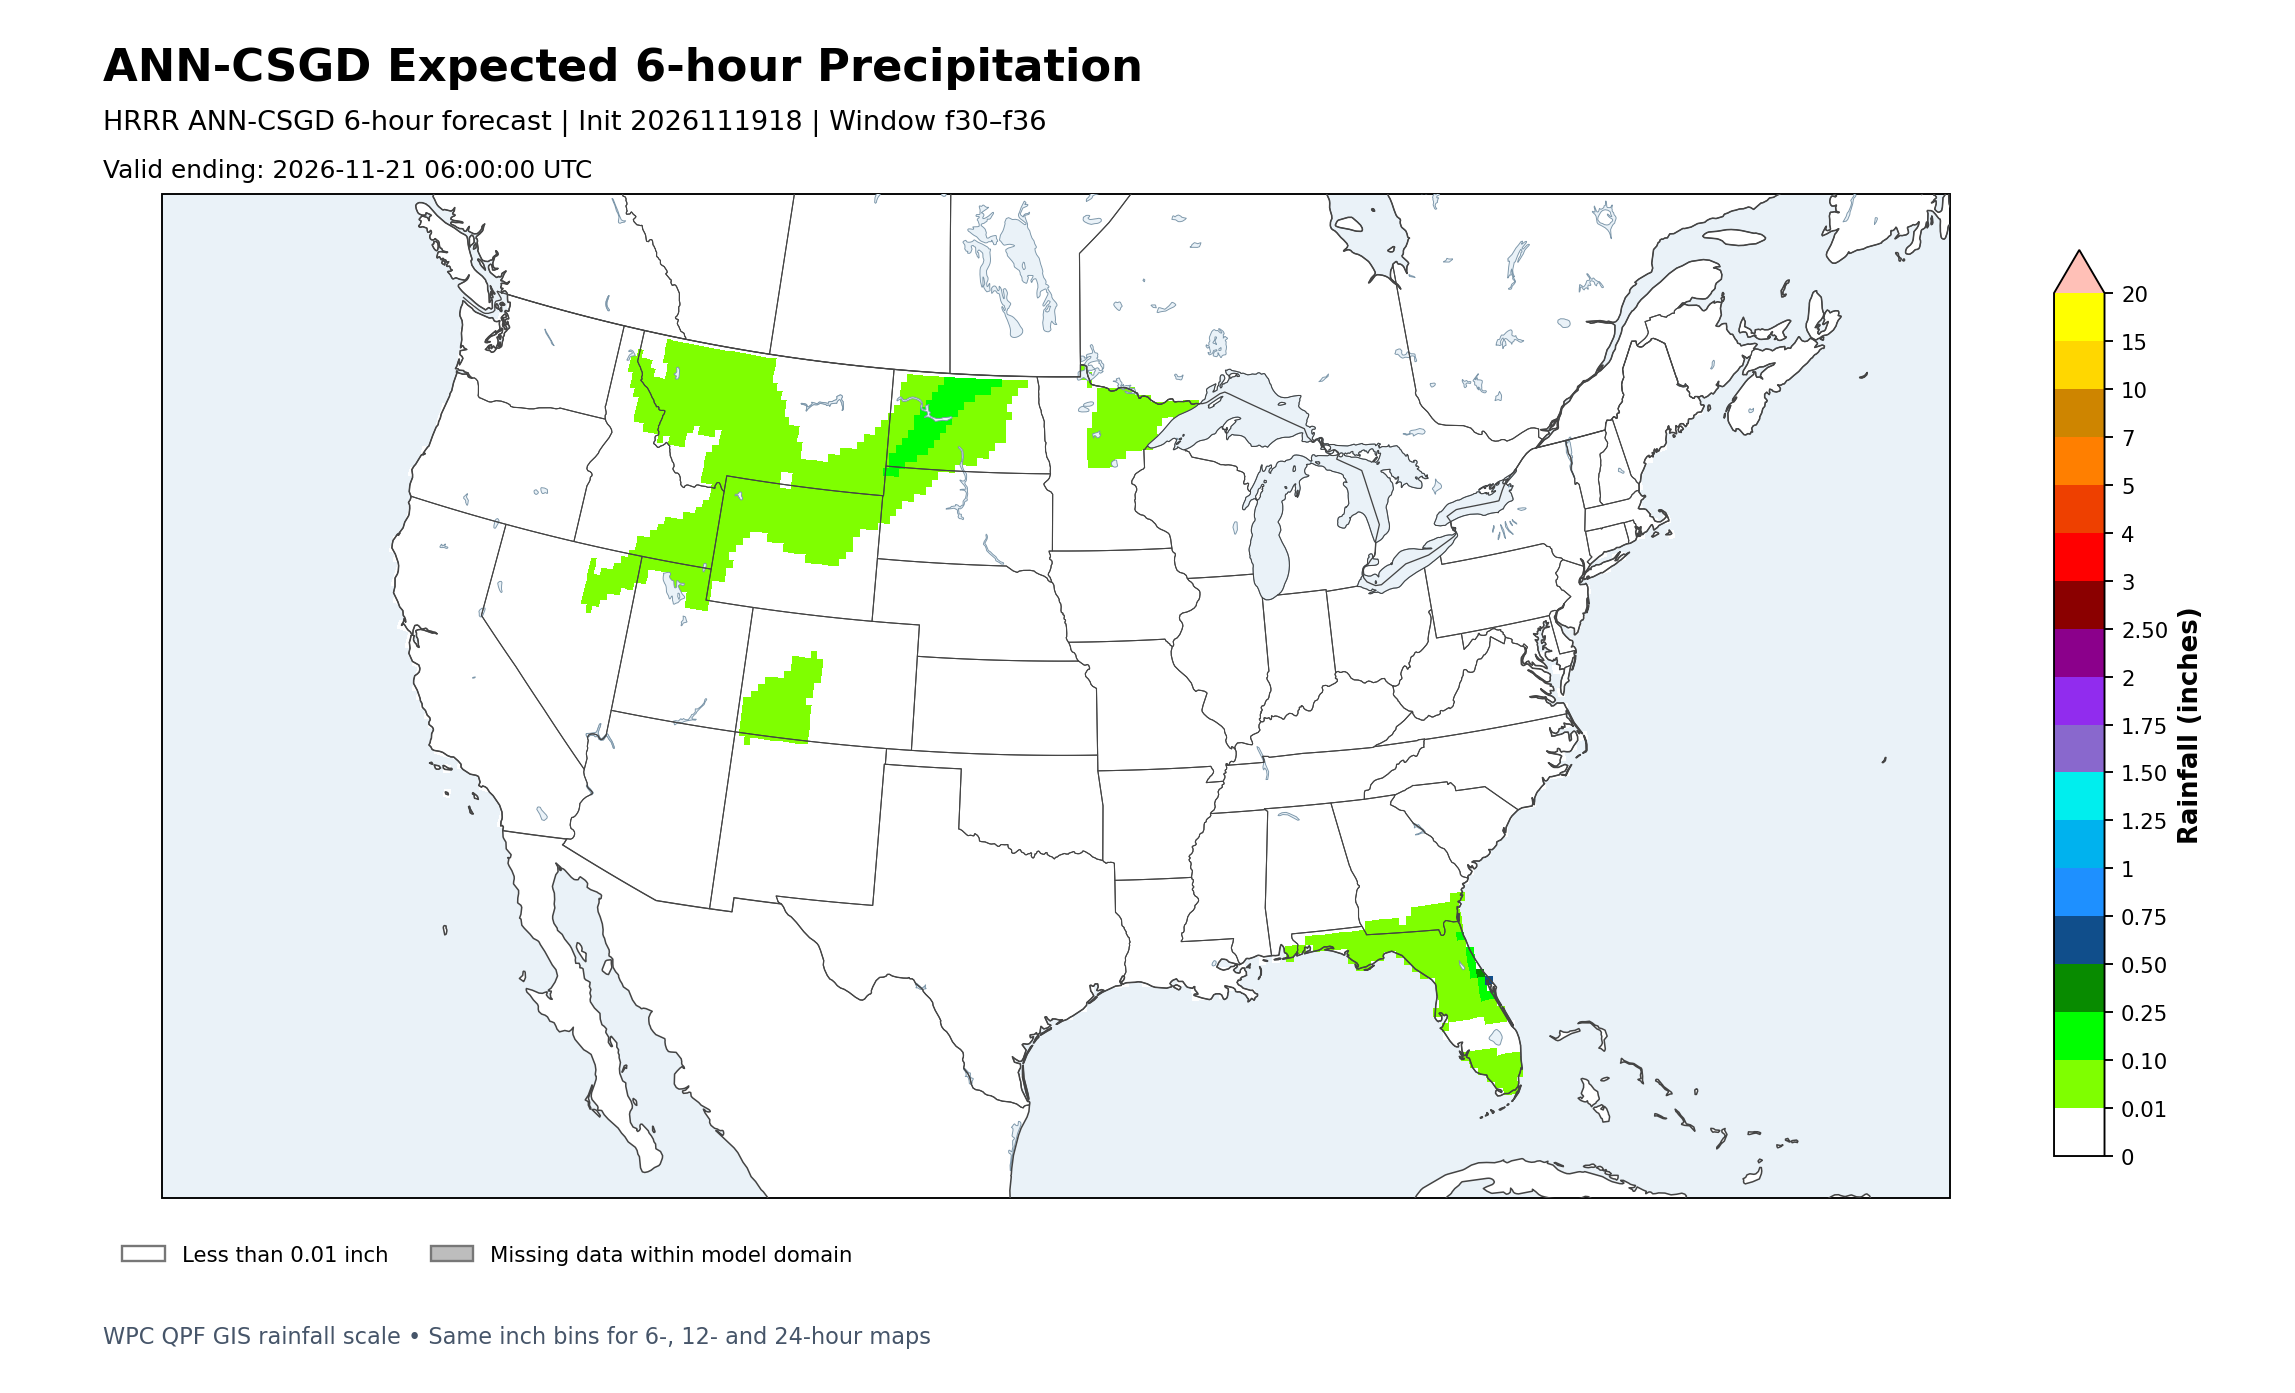 ANN-CSGD Expected 6-hour Precipitation
HRRR ANN-CSGD 6-hour forecast | Init 2026111918 | Window f30–f36
Valid ending: 2026-11-21 06:00:00 UTC
20
15
10
7
5
4
3
2.50
2
1.75
1.50
1.25
1
0.75
0.50
0.25
0.10
0.01
0
Rainfall (inches)
Less than 0.01 inch
Missing data within model domain
WPC QPF GIS rainfall scale • Same inch bins for 6-, 12- and 24-hour maps